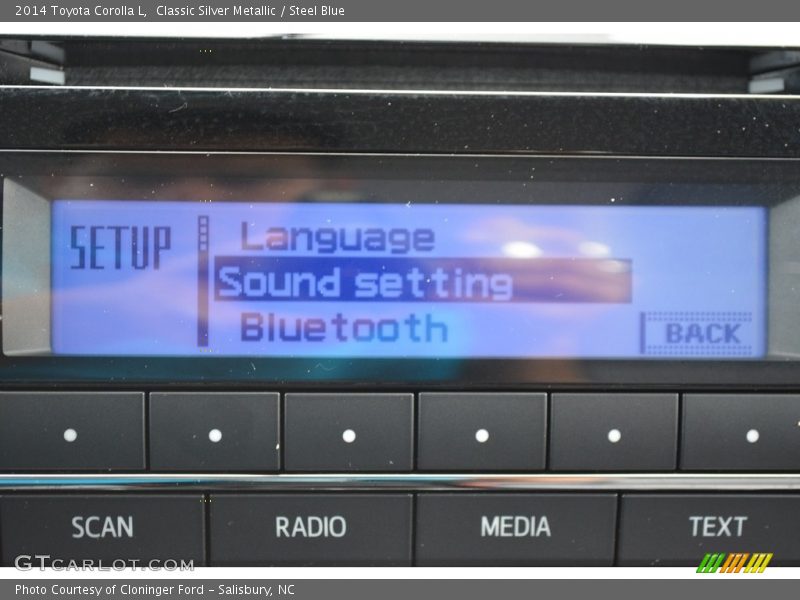 2014 Toyota Corolla L, Classic Silver Metallic / Steel Blue
SETUP
Language
Sound setting
Bluetooth
BACK
SCAN
RADIO
MEDIA
TEXT
GTCARLOT.COM
Photo Courtesy of Cloninger Ford – Salisbury, NC